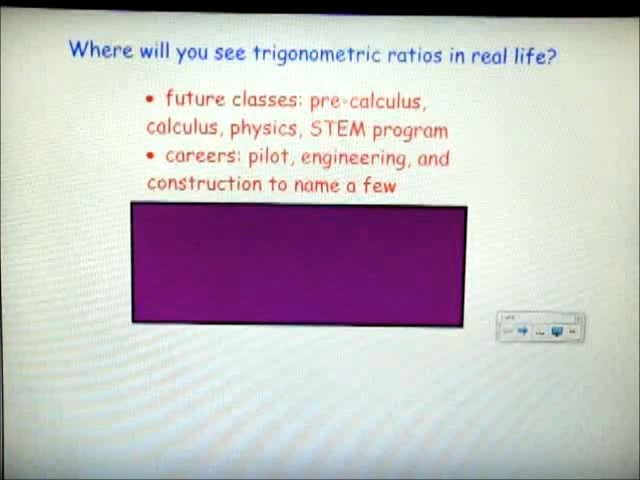 Where will you see trigonometric ratios in real life?
• future classes: pre-calculus,
calculus, physics, STEM program
• careers: pilot, engineering, and
construction to name a few